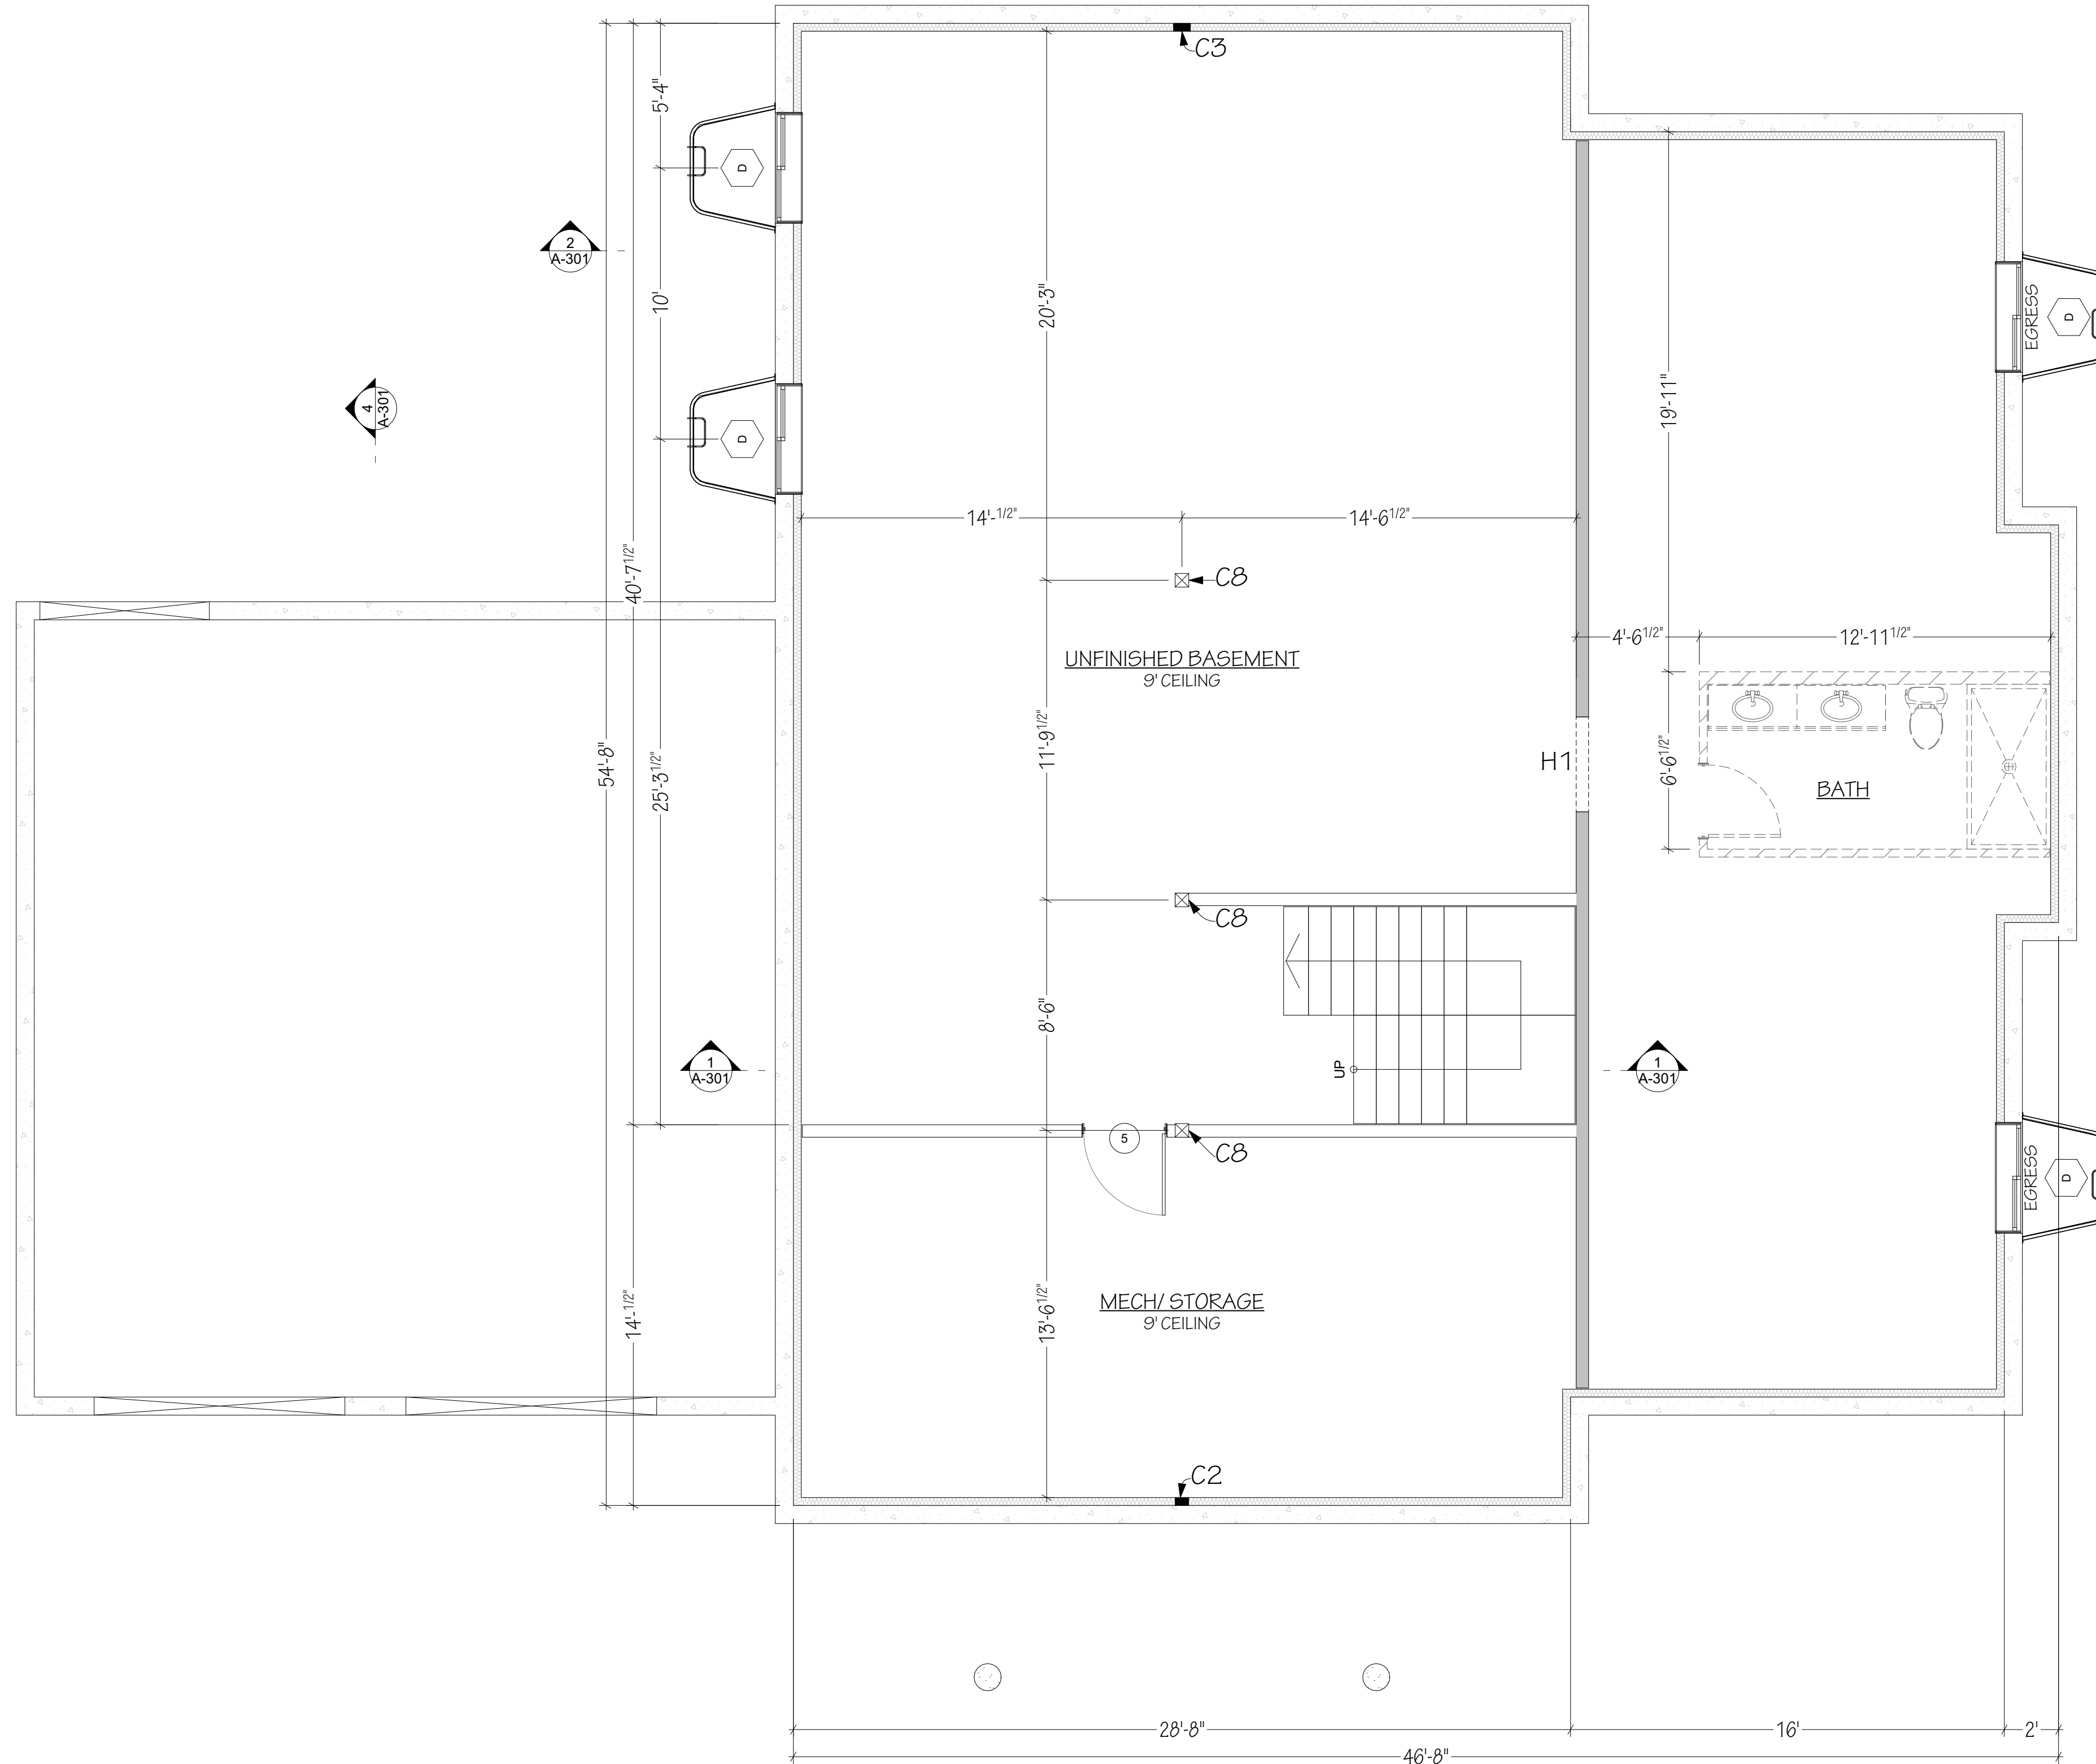 C3
5'-4"
D
2
A-301
10'
20'-3"
EGRESS
D
4
A-301
19'-11"
D
14'-1/2"
14'-6 1/2"
40'-7 1/2"
C8
4'-6 1/2"
12'-11 1/2"
UNFINISHED BASEMENT
9' CEILING
11'-9 1/2"
54'-8"
25'-3 1/2"
H1
6'-6 1/2"
BATH
C8
8'-6"
1
A-301
UP
1
A-301
5
C8
EGRESS
D
14'-1/2"
13'-6 1/2"
MECH/ STORAGE
9' CEILING
C2
28'-8"
16'
2'
46'-8"